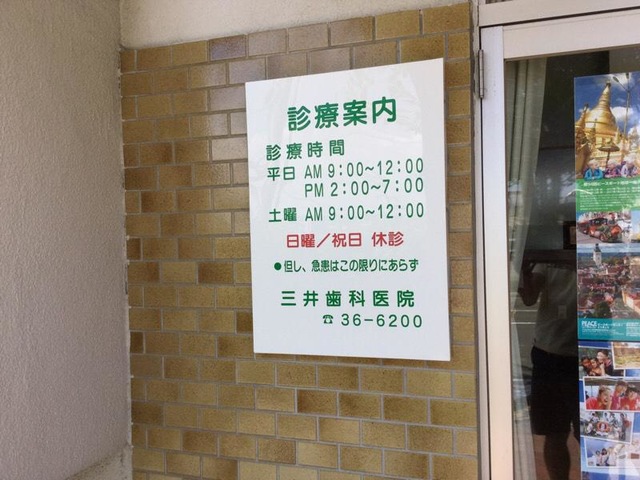 診療案内
診療時間
平日 AM 9:00~12:00
PM 2:00~7:00
土曜 AM 9:00~12:00
日曜/祝日 休診
●但し、急患はこの限りにあらず
三井歯科医院
☎ 36-6200
PEACE